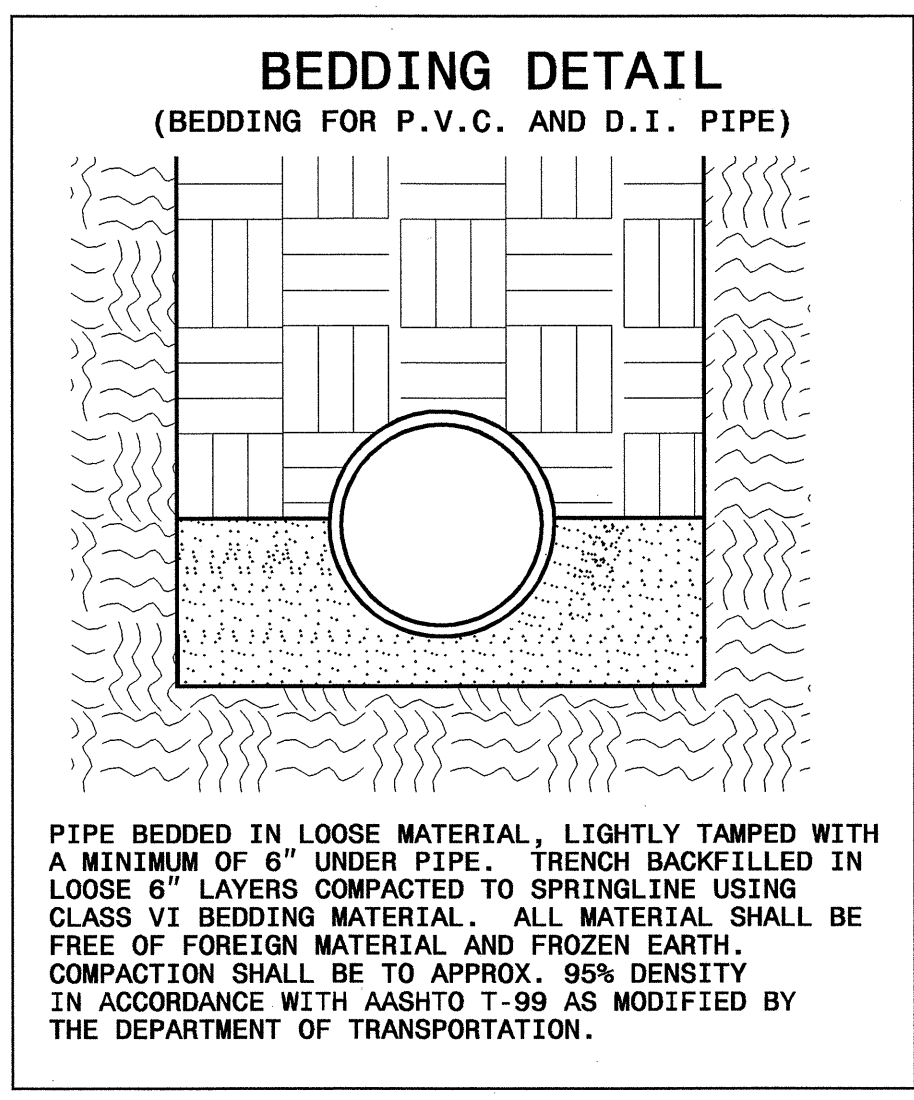 BEDDING DETAIL
(BEDDING FOR P.V.C. AND D.I. PIPE)
PIPE BEDDED IN LOOSE MATERIAL, LIGHTLY TAMPED WITH
A MINIMUM OF 6" UNDER PIPE.  TRENCH BACKFILLED IN
LOOSE 6" LAYERS COMPACTED TO SPRINGLINE USING
CLASS VI BEDDING MATERIAL.  ALL MATERIAL SHALL BE
FREE OF FOREIGN MATERIAL AND FROZEN EARTH.
COMPACTION SHALL BE TO APPROX. 95% DENSITY
IN ACCORDANCE WITH AASHTO T-99 AS MODIFIED BY
THE DEPARTMENT OF TRANSPORTATION.